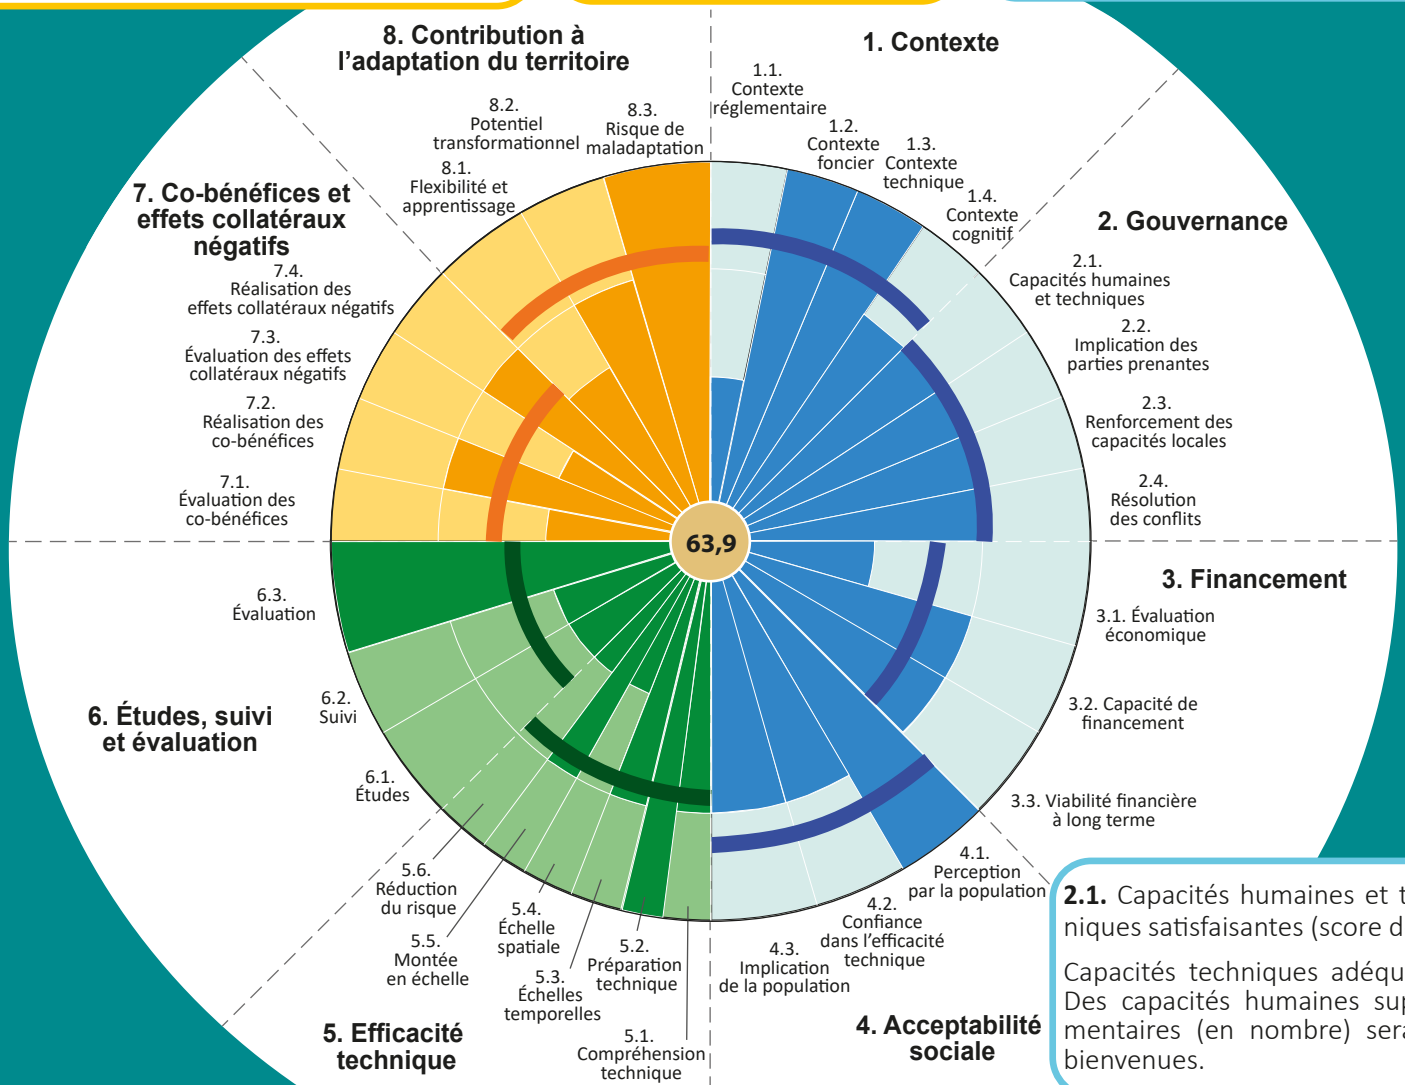 8. Contribution à
l’adaptation du territoire
1. Contexte
1.1.
Contexte
réglementaire
1.2.
Contexte
foncier
1.3.
Contexte
technique
1.4.
Contexte
cognitif
2. Gouvernance
2.1.
Capacités humaines
et techniques
2.2.
Implication des
parties prenantes
2.3.
Renforcement des
capacités locales
2.4.
Résolution
des conflits
3. Financement
3.1. Évaluation
économique
3.2. Capacité de
financement
3.3. Viabilité financière
à long terme
4.1.
Perception
par la population
4.2.
Confiance
dans l’efficacité
technique
4.3.
Implication
de la population
4. Acceptabilité
sociale
5.1.
Compréhension
technique
5.2.
Préparation
technique
5.3.
Échelles
temporelles
5.4.
Échelle
spatiale
5.5.
Montée
en échelle
5.6.
Réduction
du risque
5. Efficacité
technique
6.1.
Études
6.2.
Suivi
6.3.
Évaluation
6. Études, suivi
et évaluation
7.1.
Évaluation des
co-bénéfices
7.2.
Réalisation des
co-bénéfices
7.3.
Évaluation des effets
collatéraux négatifs
7.4.
Réalisation des
effets collatéraux négatifs
7. Co-bénéfices et
effets collatéraux
négatifs
8.1.
Flexibilité et
apprentissage
8.2.
Potentiel
transformationnel
8.3.
Risque de
maladaptation
63,9
2.1. Capacités humaines et
niques satisfaisantes (score
Capacités techniques
Des capacités humaines
mentaires (en nombre)
bienvenues.